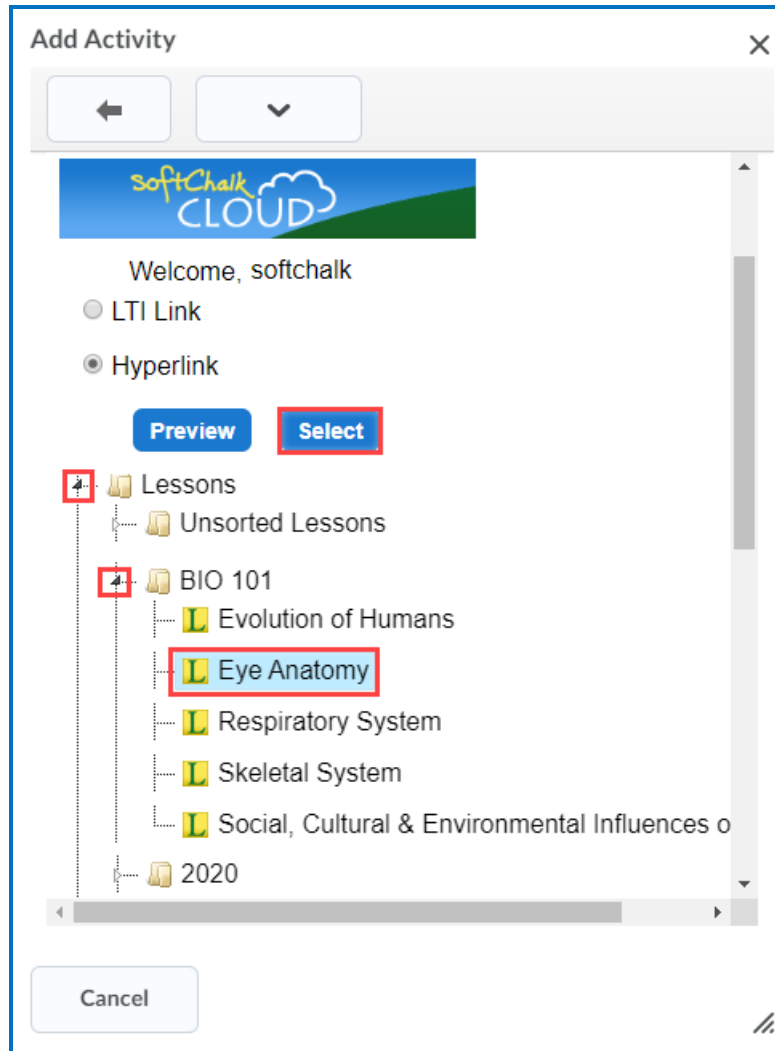 Add Activity
softChalk
CLOUD
Welcome, softchalk
LTI Link
Hyperlink
Preview Select
Lessons
Unsorted Lessons
BIO 101
L Evolution of Humans
L Eye Anatomy
L Respiratory System
L Skeletal System
L Social, Cultural & Environmental Influences o
2020
Cancel